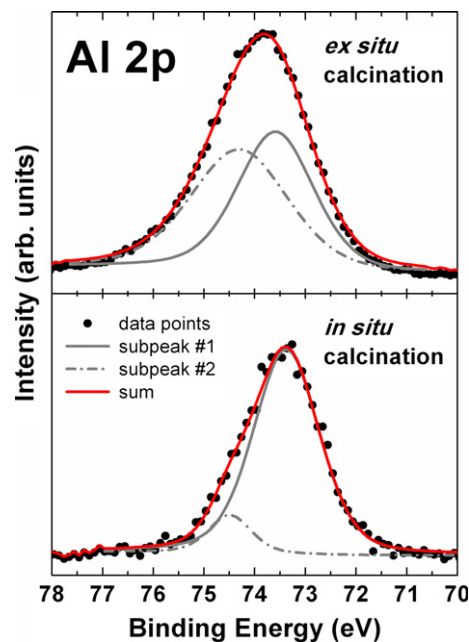 Al 2p
ex situ
calcination
Intensity (arb. units)
in situ
calcination
data points
subpeak #1
subpeak #2
sum
78 77 76 75 74 73 72 71 70
Binding Energy (eV)